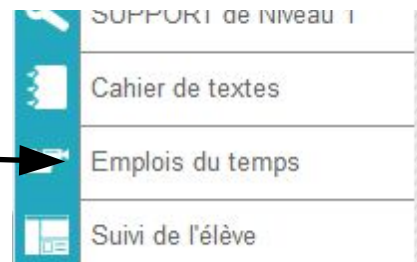 SUPPORT de Niveau 1
Cahier de textes
Emplois du temps
Suivi de l'élève